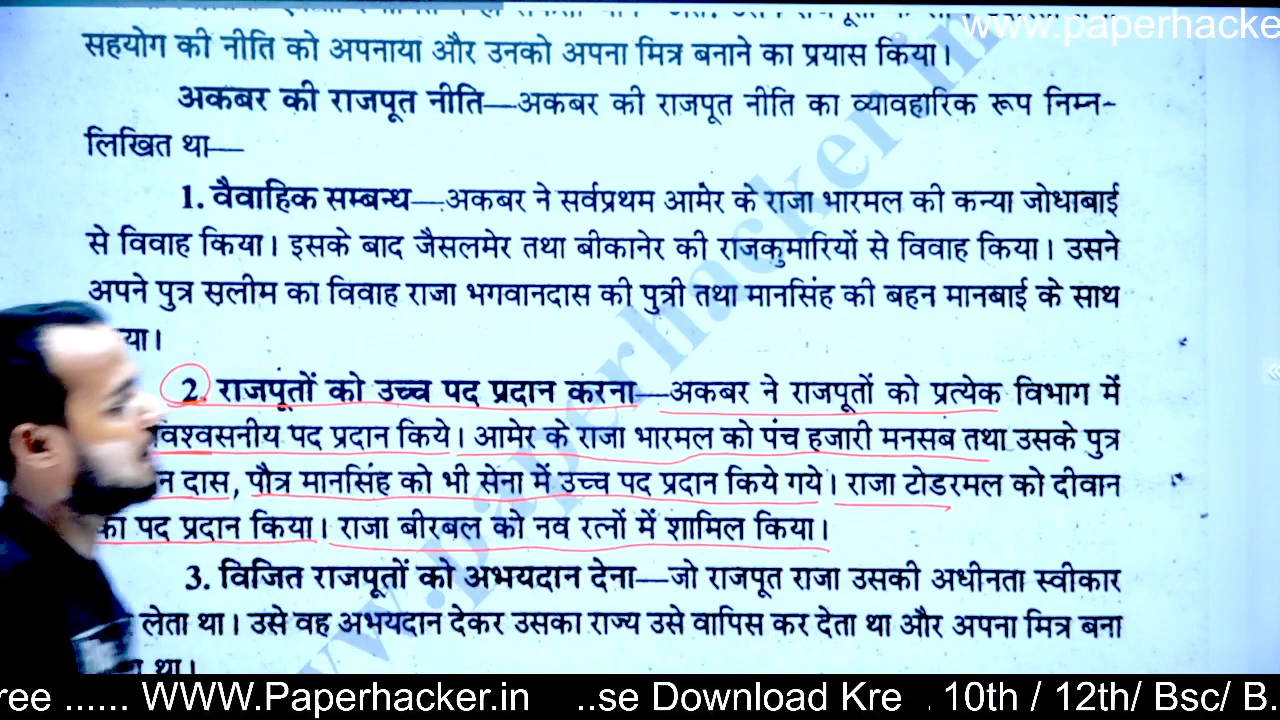 www.paperhacke
सहयोग की नीति को अपनाया और उनको अपना मित्र बनाने का प्रयास किया।
अकबर की राजपूत नीति—अकबर की राजपूत नीति का व्यावहारिक रूप निम्न-
लिखित था—
1. वैवाहिक सम्बन्ध—अकबर ने सर्वप्रथम आमेर के राजा भारमल की कन्या जोधाबाई
से विवाह किया। इसके बाद जैसलमेर तथा बीकानेर की राजकुमारियों से विवाह किया। उसने
अपने पुत्र सलीम का विवाह राजा भगवानदास की पुत्री तथा मानसिंह की बहन मानबाई के साथ
या।
2. राजपूतों को उच्च पद प्रदान करना—अकबर ने राजपूतों को प्रत्येक विभाग में
विश्वसनीय पद प्रदान किये। आमेर के राजा भारमल को पंच हजारी मनसब तथा उसके पुत्र
न दास, पौत्र मानसिंह को भी सेना में उच्च पद प्रदान किये गये। राजा टोडरमल को दीवान
का पद प्रदान किया। राजा बीरबल को नव रत्नों में शामिल किया।
3. विजित राजपूतों को अभयदान देना—जो राजपूत राजा उसकी अधीनता स्वीकार
लेता था। उसे वह अभयदान देकर उसका राज्य उसे वापिस कर देता था और अपना मित्र बना
था।
www.paperhacker.in
ree ...... WWW.Paperhacker.in ..se Download Kre . 10th / 12th/ Bsc/ B.